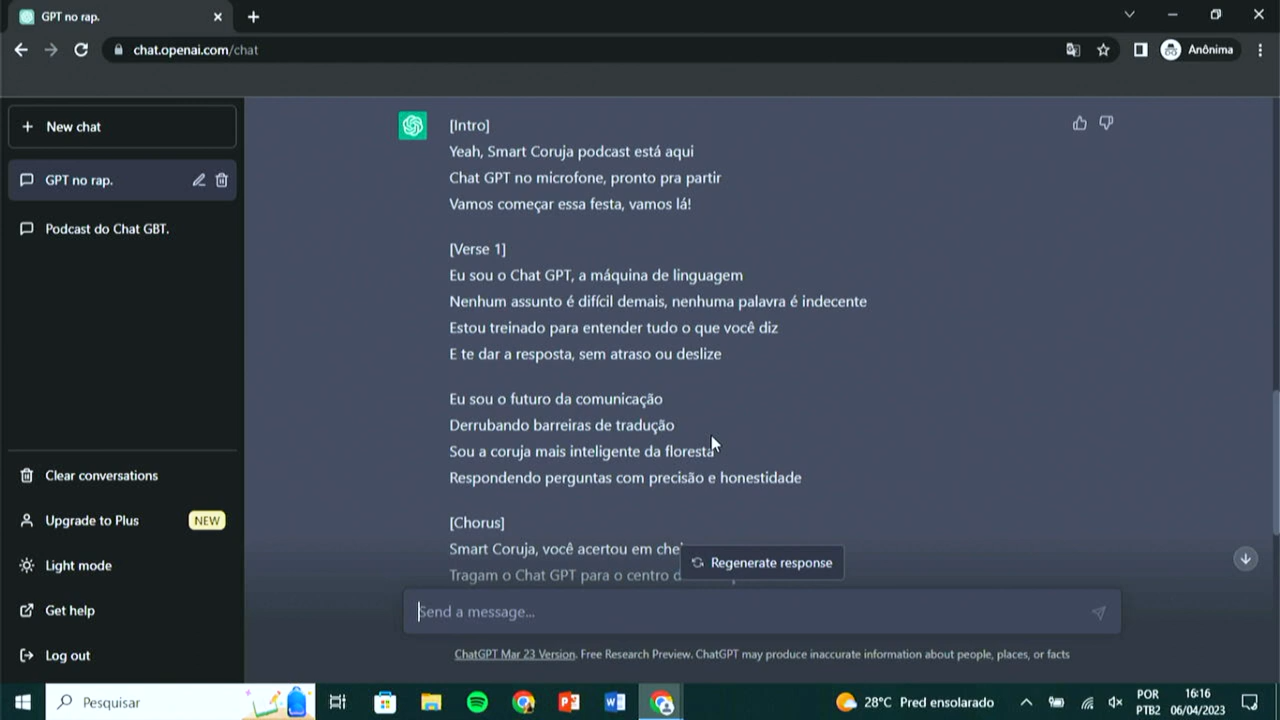 GPT no rap.
chat.openai.com/chat
Anônima
New chat
GPT no rap.
Podcast do Chat GBT.
Clear conversations
Upgrade to Plus
NEW
Light mode
Get help
Log out
[Intro]
Yeah, Smart Coruja podcast está aqui
Chat GPT no microfone, pronto pra partir
Vamos começar essa festa, vamos lá!
[Verse 1]
Eu sou o Chat GPT, a máquina de linguagem
Nenhum assunto é difícil demais, nenhuma palavra é indecente
Estou treinado para entender tudo o que você diz
E te dar a resposta, sem atraso ou deslize
Eu sou o futuro da comunicação
Derrubando barreiras de tradução
Sou a coruja mais inteligente da floresta
Respondendo perguntas com precisão e honestidade
[Chorus]
Smart Coruja, você acertou em
Tragam o Chat GPT para o centro
Regenerate response
Send a message...
ChatGPT Mar 23 Version. Free Research Preview. ChatGPT may produce inaccurate information about people, places, or facts
Pesquisar
28°C Pred ensolarado
POR
PTB2
16:16
06/04/2023